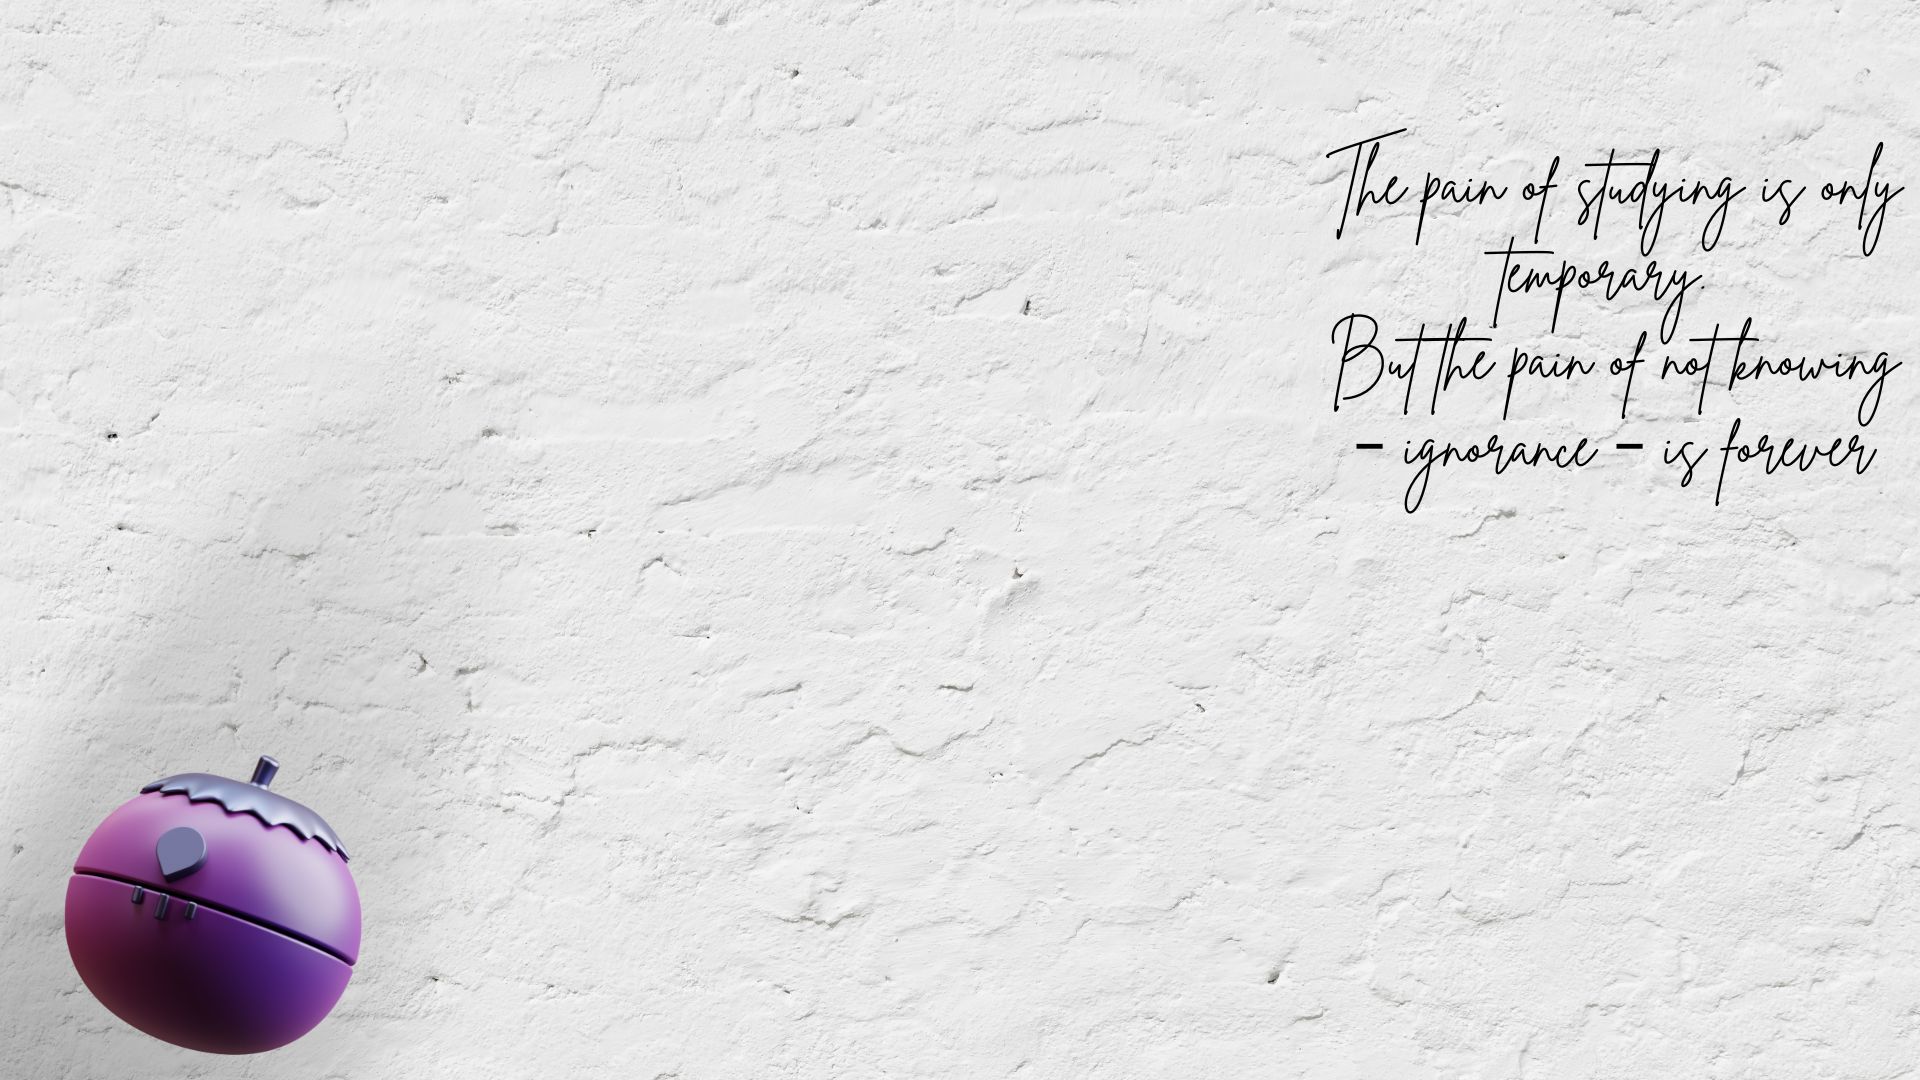 The pain of studying is only
temporary.
But the pain of not knowing
– ignorance – is forever